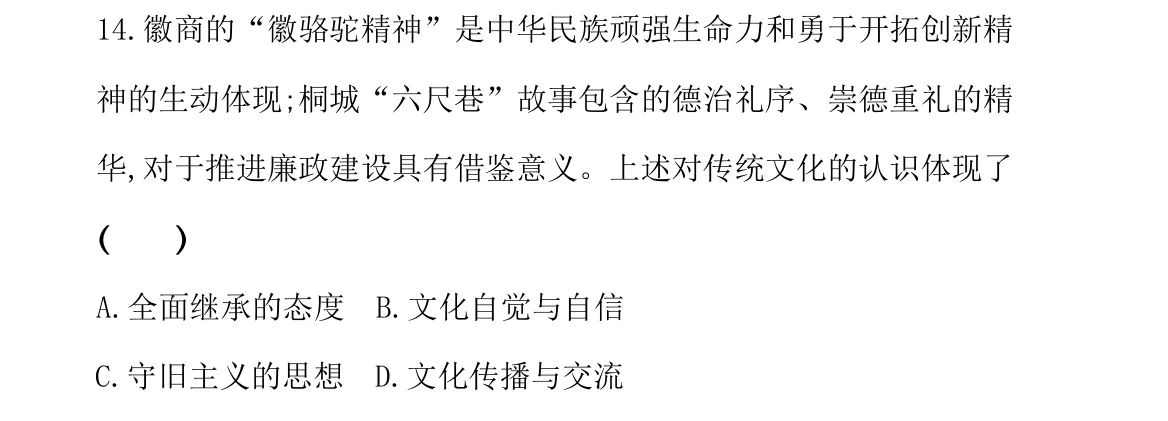 14.徽商的“徽骆驼精神”是中华民族顽强生命力和勇于开拓创新精
神的生动体现;桐城“六尺巷”故事包含的德治礼序、崇德重礼的精
华,对于推进廉政建设具有借鉴意义。上述对传统文化的认识体现了
(　　)
A.全面继承的态度　B.文化自觉与自信
C.守旧主义的思想　D.文化传播与交流